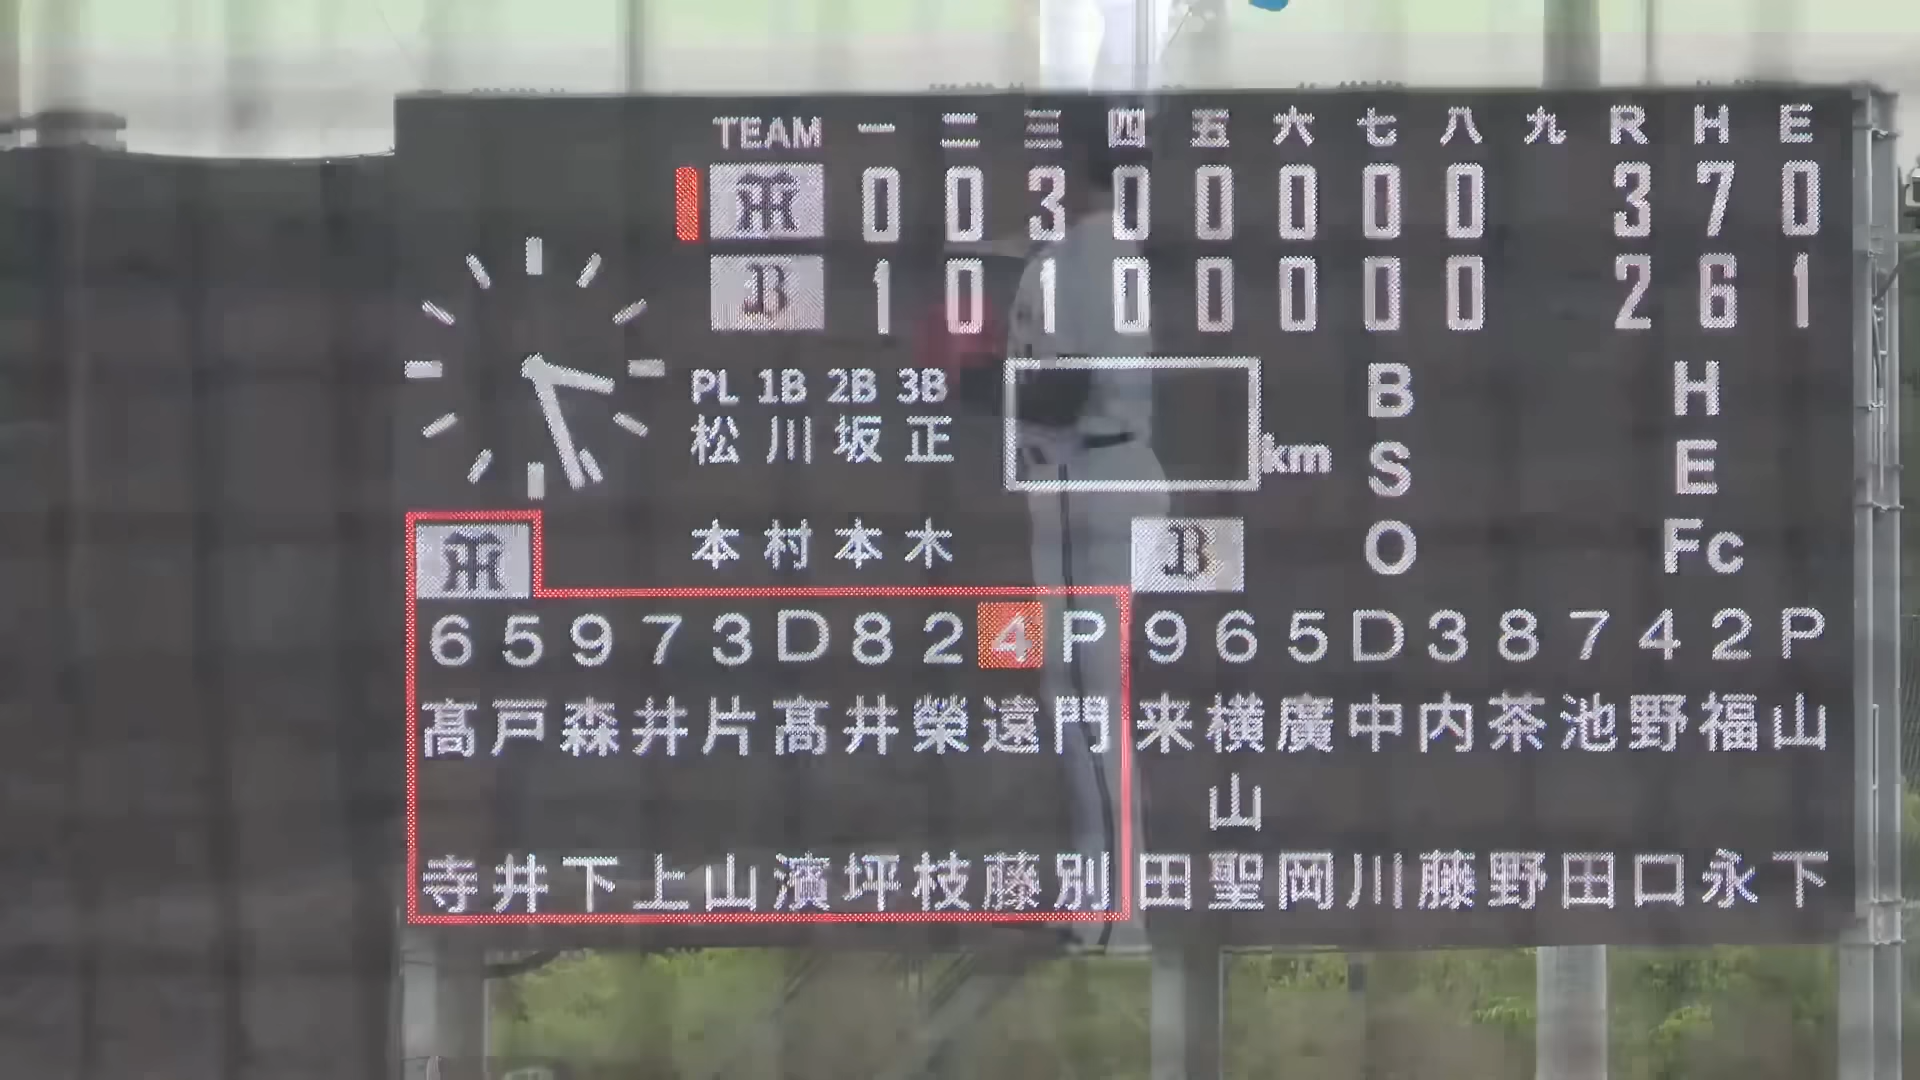 TEAM 一 二 三 四 五 六 七 八 九 R H E
TH 0 0 3 0 0 0 0 0 3 7 0
B 1 0 1 0 0 0 0 0 2 6 1
PL 1B 2B 3B
松 川 坂 正
本 村 本 木
km
B H
S E
O Fc
TH
B
6 5 9 7 3 D 8 2 4 P 9 6 5 D 3 8 7 4 2 P
髙 戸 森 井 片 髙 井 榮 遠 門 来 横 廣 中 内 茶 池 野 福 山
山
寺 井 下 上 山 濱 坪 枝 藤 別 田 聖 岡 川 藤 野 田 口 永 下